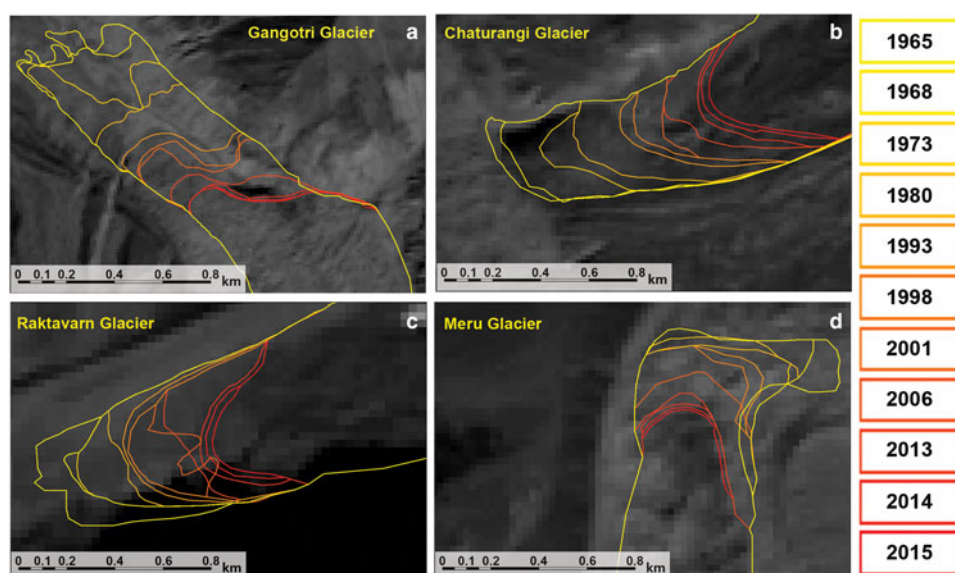 Gangotri Glacier
a
0 0.1 0.2 0.4 0.6 0.8
km
Chaturangi Glacier
b
0 0.1 0.2 0.4 0.6 0.8
km
Raktavarn Glacier
c
0 0.1 0.2 0.4 0.6 0.8
km
Meru Glacier
d
0 0.1 0.2 0.4 0.6 0.8
km
1965
1968
1973
1980
1993
1998
2001
2006
2013
2014
2015